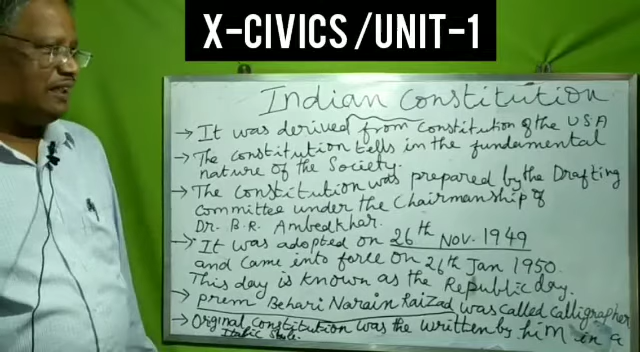 X-CIVICS /UNIT-1
Indian Constitution
→ It was derived from constitution of the USA
→ The constitution tells in the fundamental
nature of the Society.
→ The Constitution was prepared by the Drafting
Committee under the Chairmanship of
Dr. B.R. Ambedkhar.
→ It was adopted on 26th Nov. 1949
and came into force on 26th Jan 1950.
This day is known as the Republic day.
→ prem Behari Narain Raizad was called Calligrapher
→ Orginal constitution was the written by him in a
Italic Style.